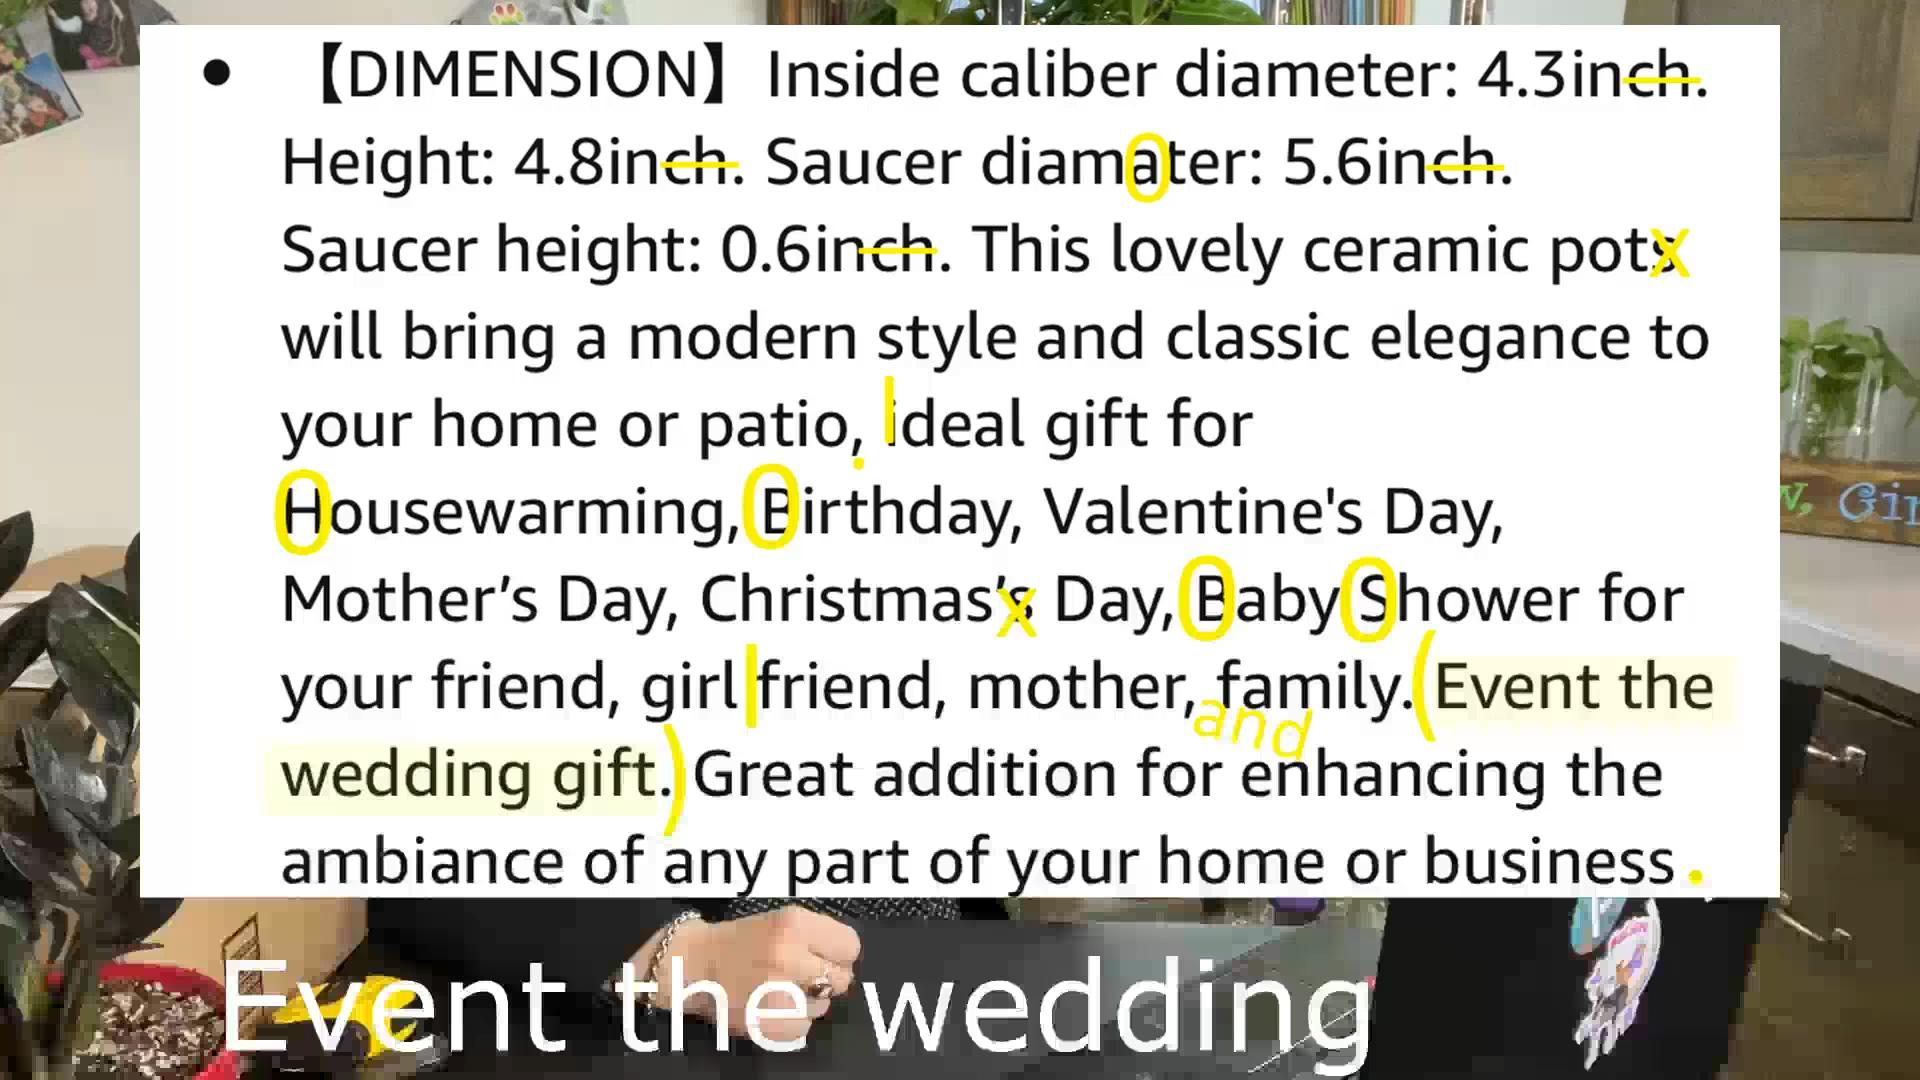 • 【DIMENSION】Inside caliber diameter: 4.3inch.
Height: 4.8inch. Saucer diamater: 5.6inch.
Saucer height: 0.6inch. This lovely ceramic pots
will bring a modern style and classic elegance to
your home or patio, ideal gift for
Housewarming, Birthday, Valentine's Day,
Mother’s Day, Christmas’s Day, Baby Shower for
your friend, girl friend, mother, family. (Event the
and
wedding gift.) Great addition for enhancing the
ambiance of any part of your home or business.
Event the wedding